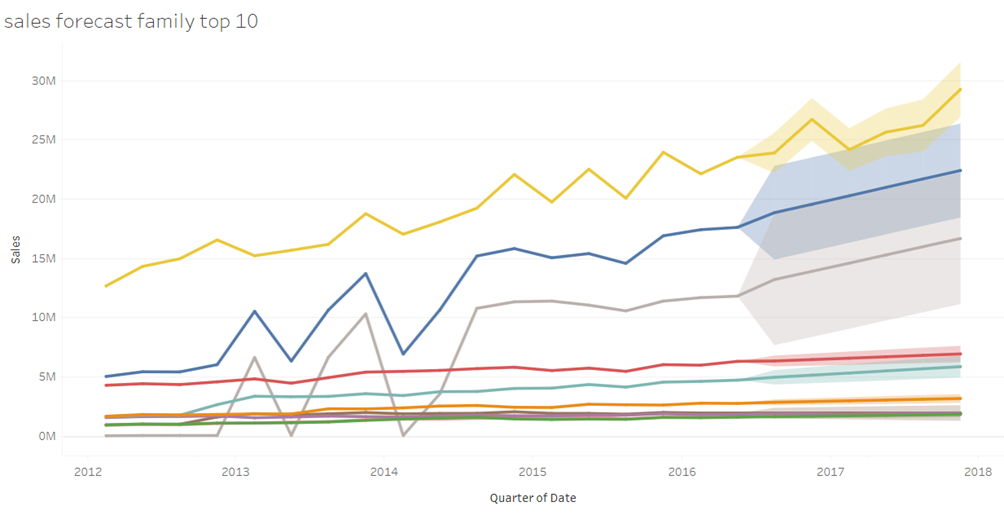 sales forecast family top 10
30M
25M
20M
15M
10M
5M
0M
Sales
2012 2013 2014 2015 2016 2017 2018
Quarter of Date